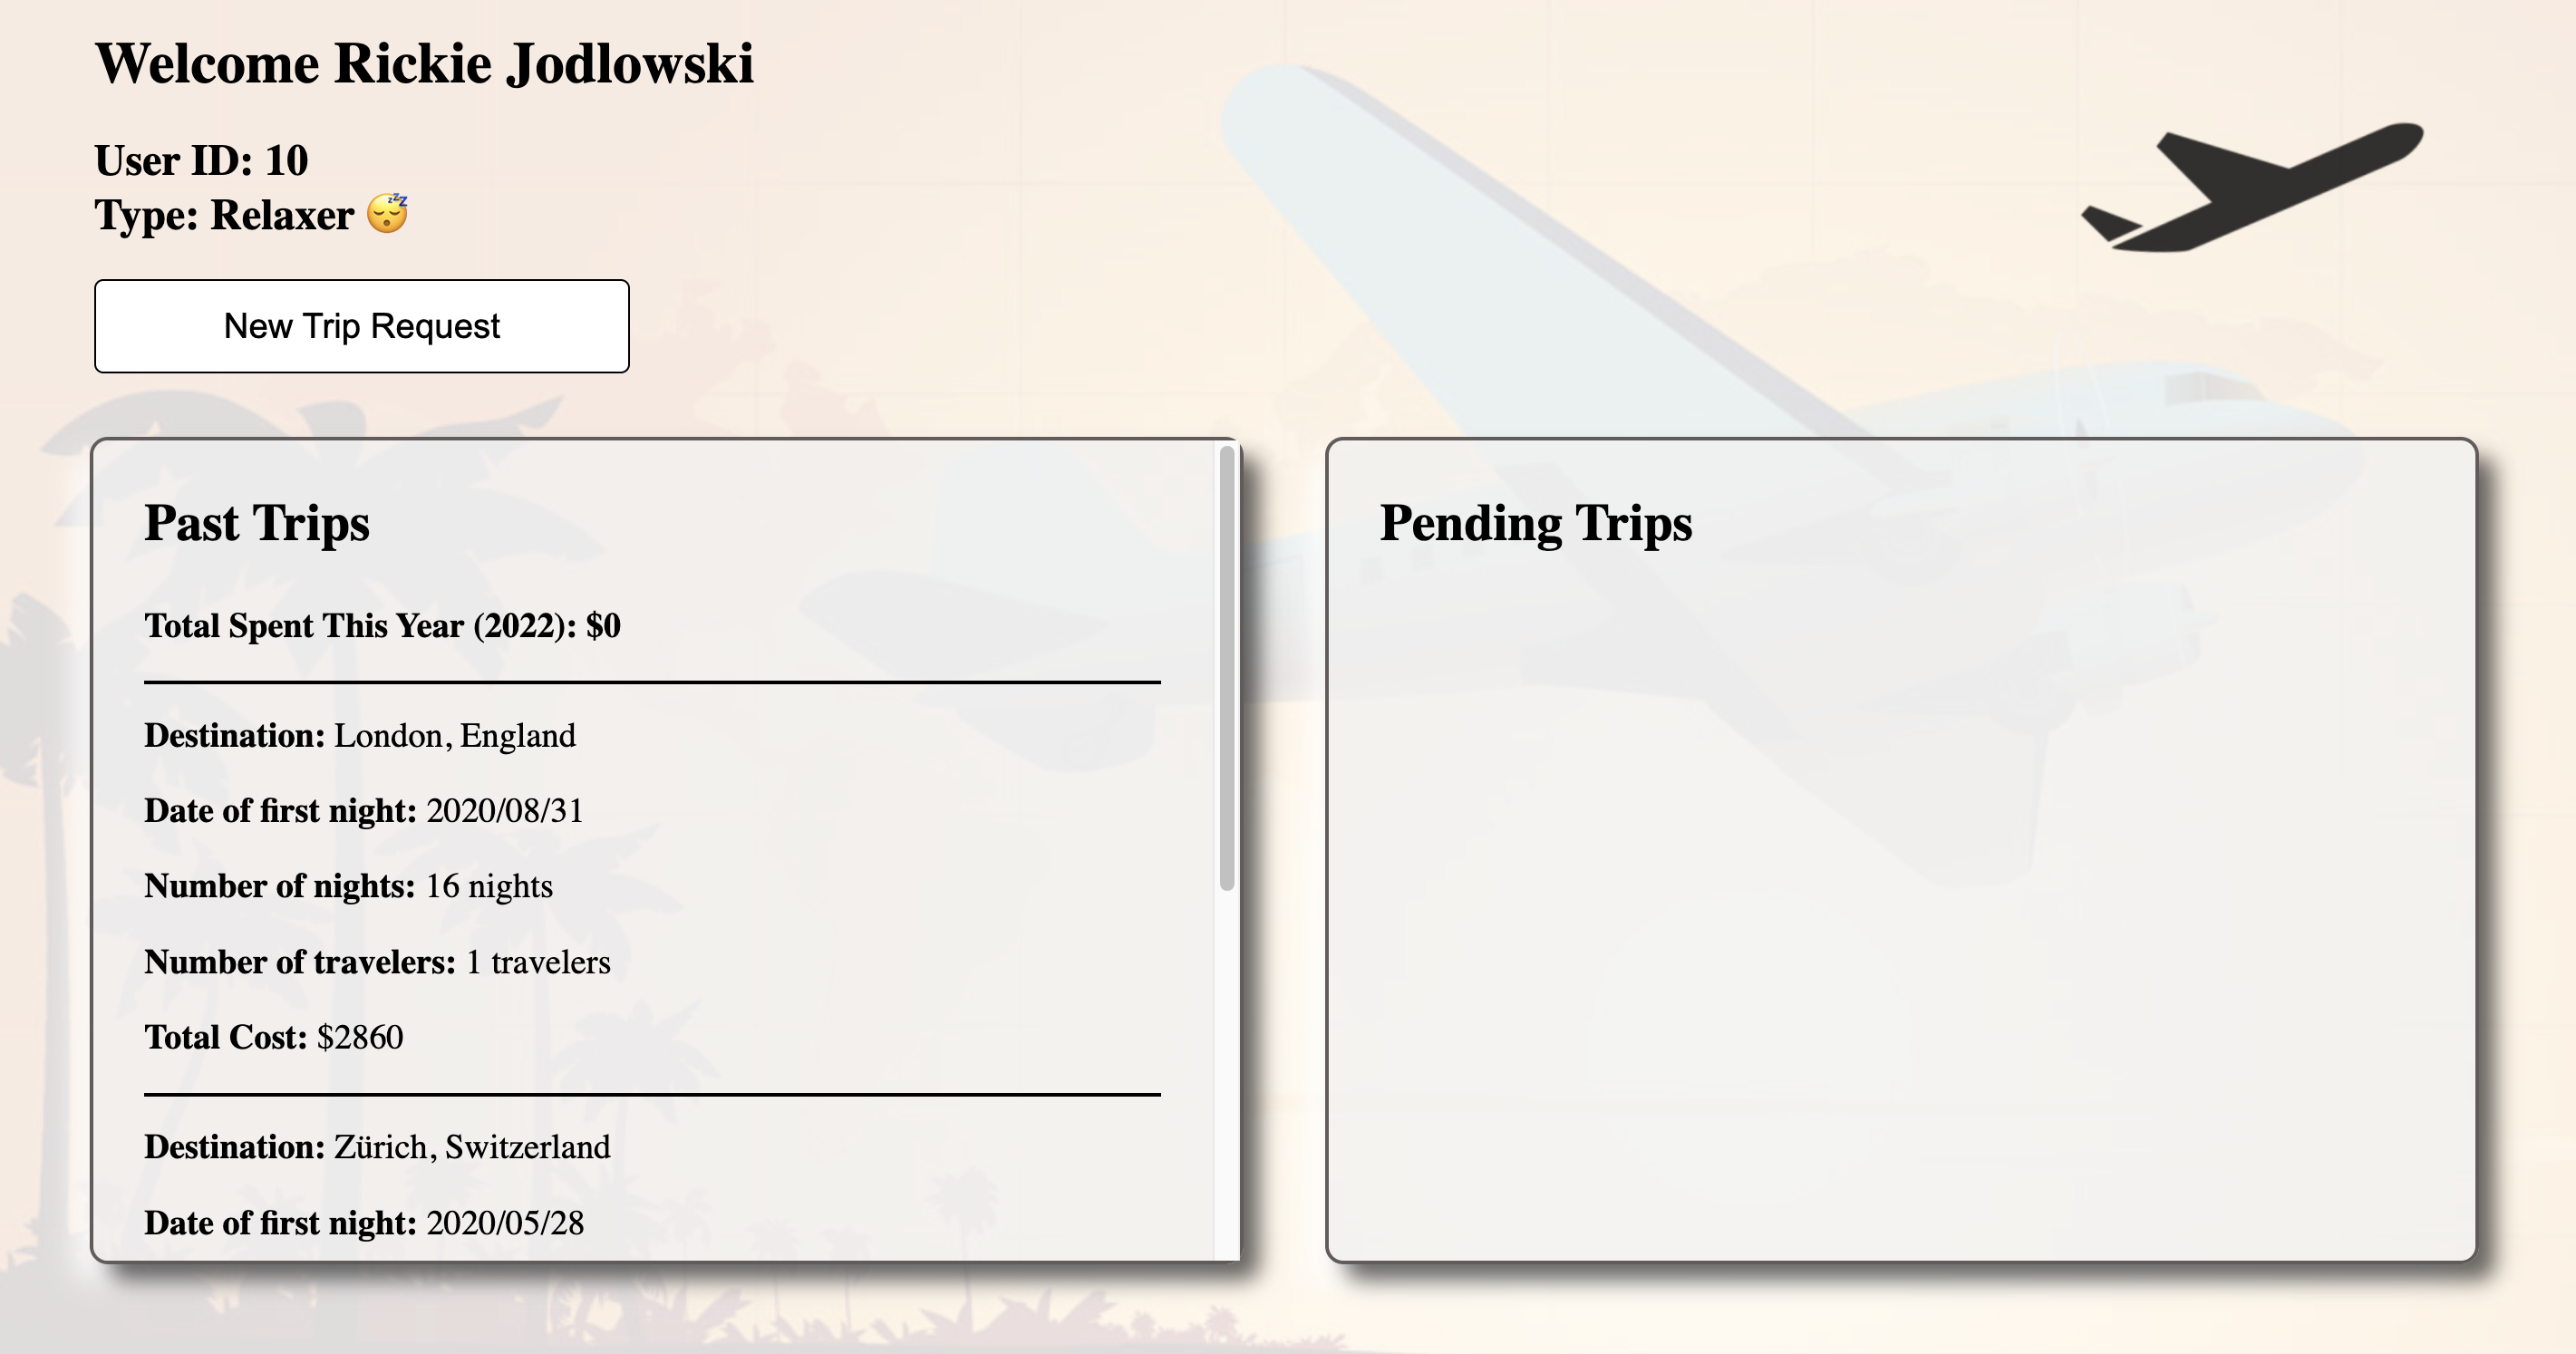 Welcome Rickie Jodlowski
User ID: 10
Type: Relaxer 😴
New Trip Request
Past Trips
Total Spent This Year (2022): $0
Destination: London, England
Date of first night: 2020/08/31
Number of nights: 16 nights
Number of travelers: 1 travelers
Total Cost: $2860
Destination: Zürich, Switzerland
Date of first night: 2020/05/28
Pending Trips